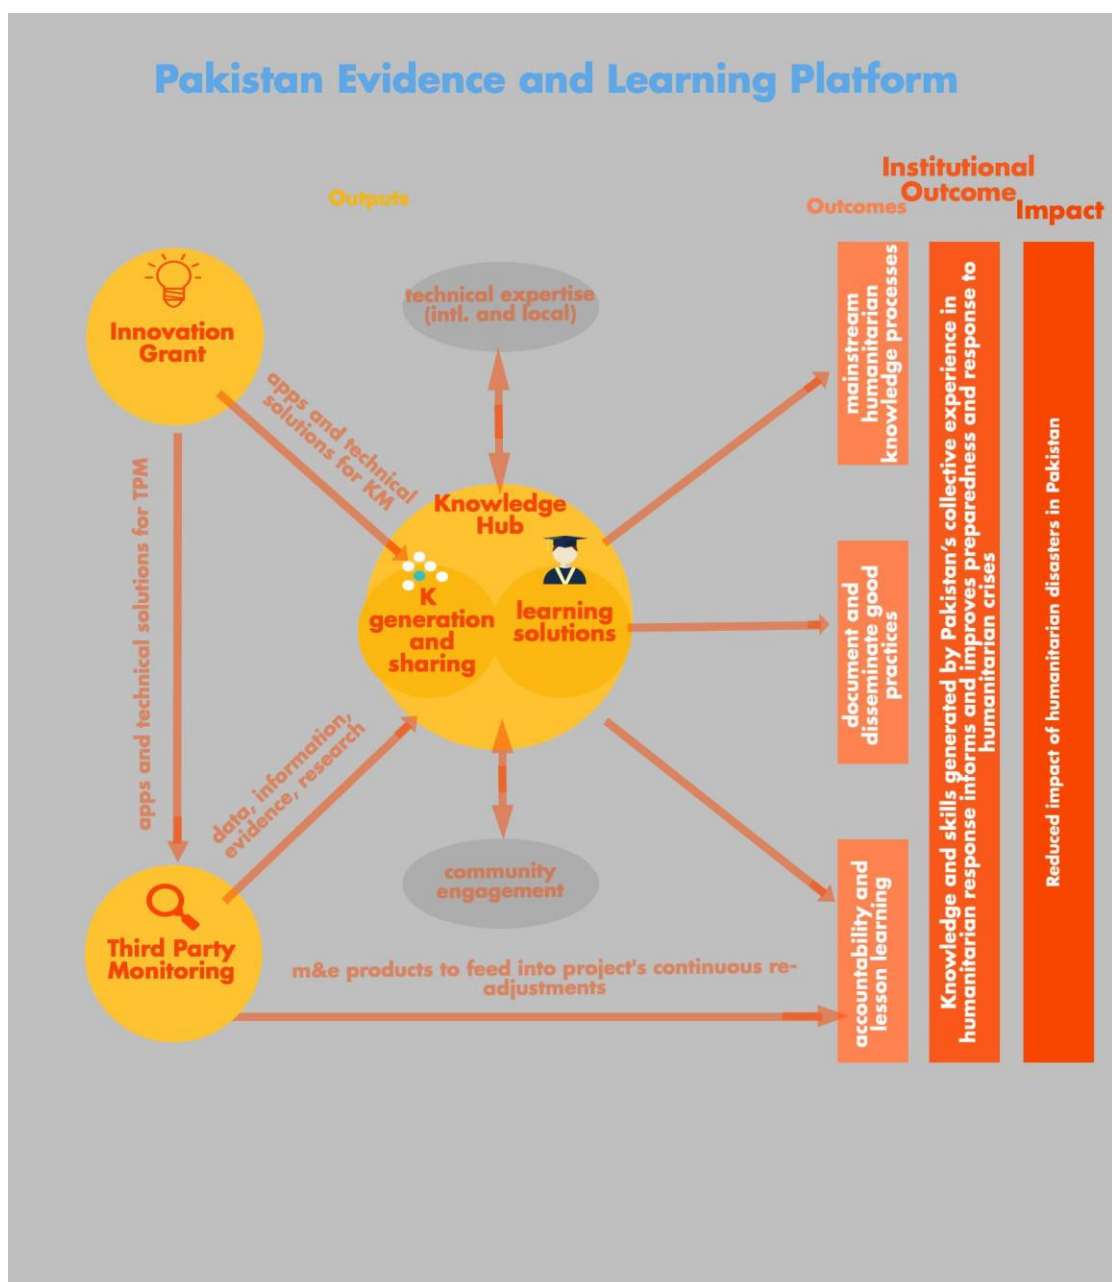 Pakistan Evidence and Learning Platform
Outputs
Outcomes
Institutional
Outcome
Impact
Innovation
Grant
technical expertise
(intl. and local)
apps and technical
solutions for KM
apps and technical solutions for TPM
Knowledge
Hub
K
generation
and
sharing
learning
solutions
data, information,
evidence, research
community
engagement
Third Party
Monitoring
m&e products to feed into project's continuous re-
adjustments
mainstream
humanitarian
knowledge processes
document and
disseminate good
practices
accountability and
lesson learning
Knowledge and skills generated by Pakistan's collective experience in
humanitarian response informs and improves preparedness and response to
humanitarian crises
Reduced impact of humanitarian disasters in Pakistan